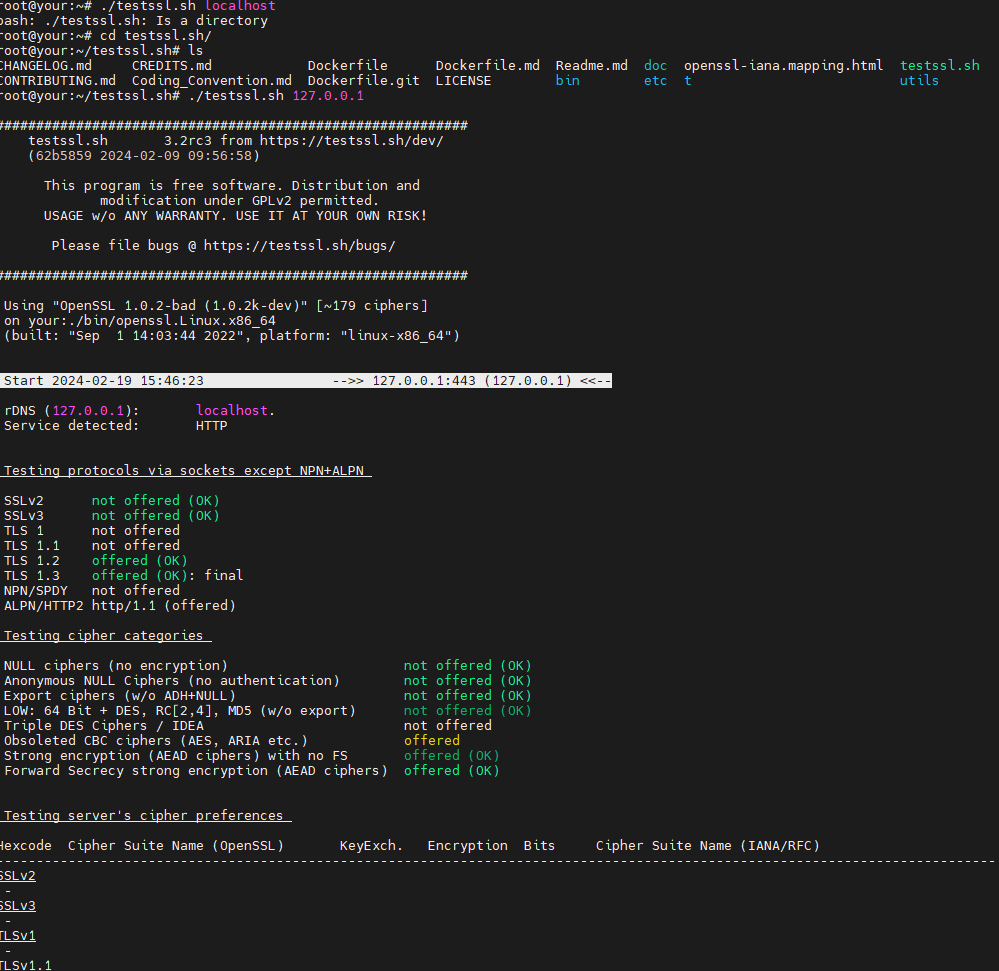 root@your:~# ./testssl.sh localhost
bash: ./testssl.sh: Is a directory
root@your:~# cd testssl.sh/
root@your:~/testssl.sh# ls
CHANGELOG.md     CREDITS.md            Dockerfile      Dockerfile.md  Readme.md  doc  openssl-iana.mapping.html  testssl.sh
CONTRIBUTING.md  Coding_Convention.md  Dockerfile.git  LICENSE        bin        etc  t                          utils
root@your:~/testssl.sh# ./testssl.sh 127.0.0.1
###########################################################
testssl.sh       3.2rc3 from https://testssl.sh/dev/
(62b5859 2024-02-09 09:56:58)
This program is free software. Distribution and
modification under GPLv2 permitted.
USAGE w/o ANY WARRANTY. USE IT AT YOUR OWN RISK!
Please file bugs @ https://testssl.sh/bugs/
###########################################################
Using "OpenSSL 1.0.2-bad (1.0.2k-dev)" [~179 ciphers]
on your:./bin/openssl.Linux.x86_64
(built: "Sep  1 14:03:44 2022", platform: "linux-x86_64")
Start 2024-02-19 15:46:23                -->> 127.0.0.1:443 (127.0.0.1) <<--
rDNS (127.0.0.1):       localhost.
Service detected:       HTTP
Testing protocols via sockets except NPN+ALPN
SSLv2      not offered (OK)
SSLv3      not offered (OK)
TLS 1      not offered
TLS 1.1    not offered
TLS 1.2    offered (OK)
TLS 1.3    offered (OK): final
NPN/SPDY   not offered
ALPN/HTTP2 http/1.1 (offered)
Testing cipher categories
NULL ciphers (no encryption)                      not offered (OK)
Anonymous NULL Ciphers (no authentication)        not offered (OK)
Export ciphers (w/o ADH+NULL)                     not offered (OK)
LOW: 64 Bit + DES, RC[2,4], MD5 (w/o export)      not offered (OK)
Triple DES Ciphers / IDEA                         not offered
Obsoleted CBC ciphers (AES, ARIA etc.)            offered
Strong encryption (AEAD ciphers) with no FS       offered (OK)
Forward Secrecy strong encryption (AEAD ciphers)  offered (OK)
Testing server's cipher preferences
Hexcode  Cipher Suite Name (OpenSSL)       KeyExch.   Encryption  Bits     Cipher Suite Name (IANA/RFC)
-----------------------------------------------------------------------------------------------------------------------------
SSLv2
-
SSLv3
-
TLSv1
-
TLSv1.1